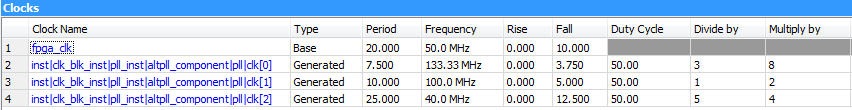 Clocks
Clock Name Type Period Frequency Rise Fall Duty Cycle Divide by Multiply by
1 fpga_clk Base 20.000 50.0 MHz 0.000 10.000
2 inst|clk_blk_inst|pll_inst|altpll_component|pll|clk[0] Generated 7.500 133.33 MHz 0.000 3.750 50.00 3 8
3 inst|clk_blk_inst|pll_inst|altpll_component|pll|clk[1] Generated 10.000 100.0 MHz 0.000 5.000 50.00 1 2
4 inst|clk_blk_inst|pll_inst|altpll_component|pll|clk[2] Generated 25.000 40.0 MHz 0.000 12.500 50.00 5 4